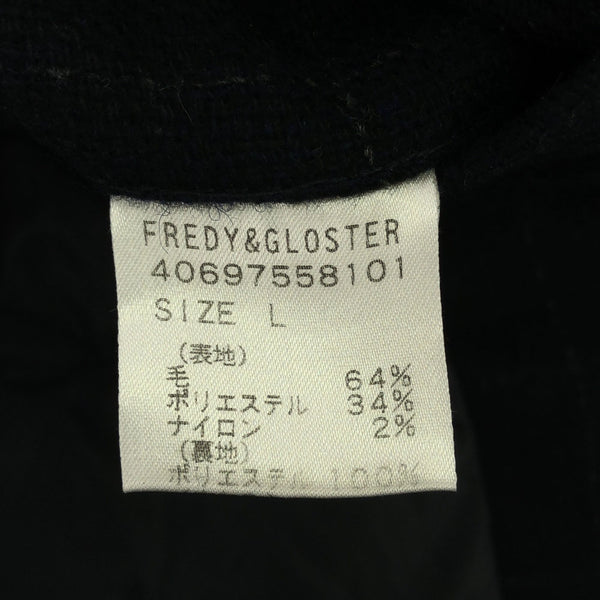 FREDY&GLOSTER
40697558101
SIZE L
(表地)
毛 64%
ポリエステル 34%
ナイロン 2%
(裏地)
ポリエステル 100%